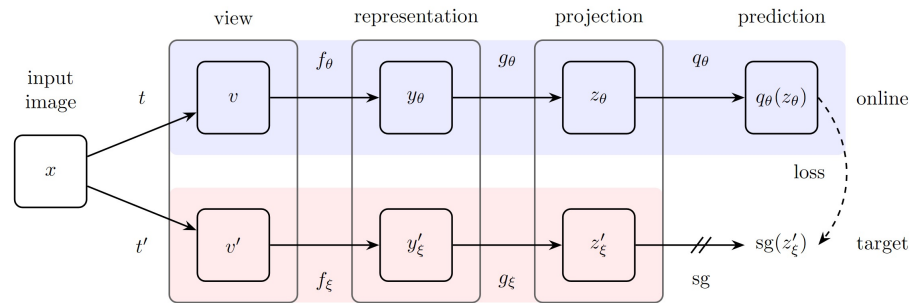 view
representation
projection
prediction
input
image
t
f_θ
g_θ
q_θ
v
y_θ
z_θ
q_θ(z_θ)
online
x
loss
t′
v′
y′_ξ
z′_ξ
sg(z′_ξ)
target
f_ξ
g_ξ
sg